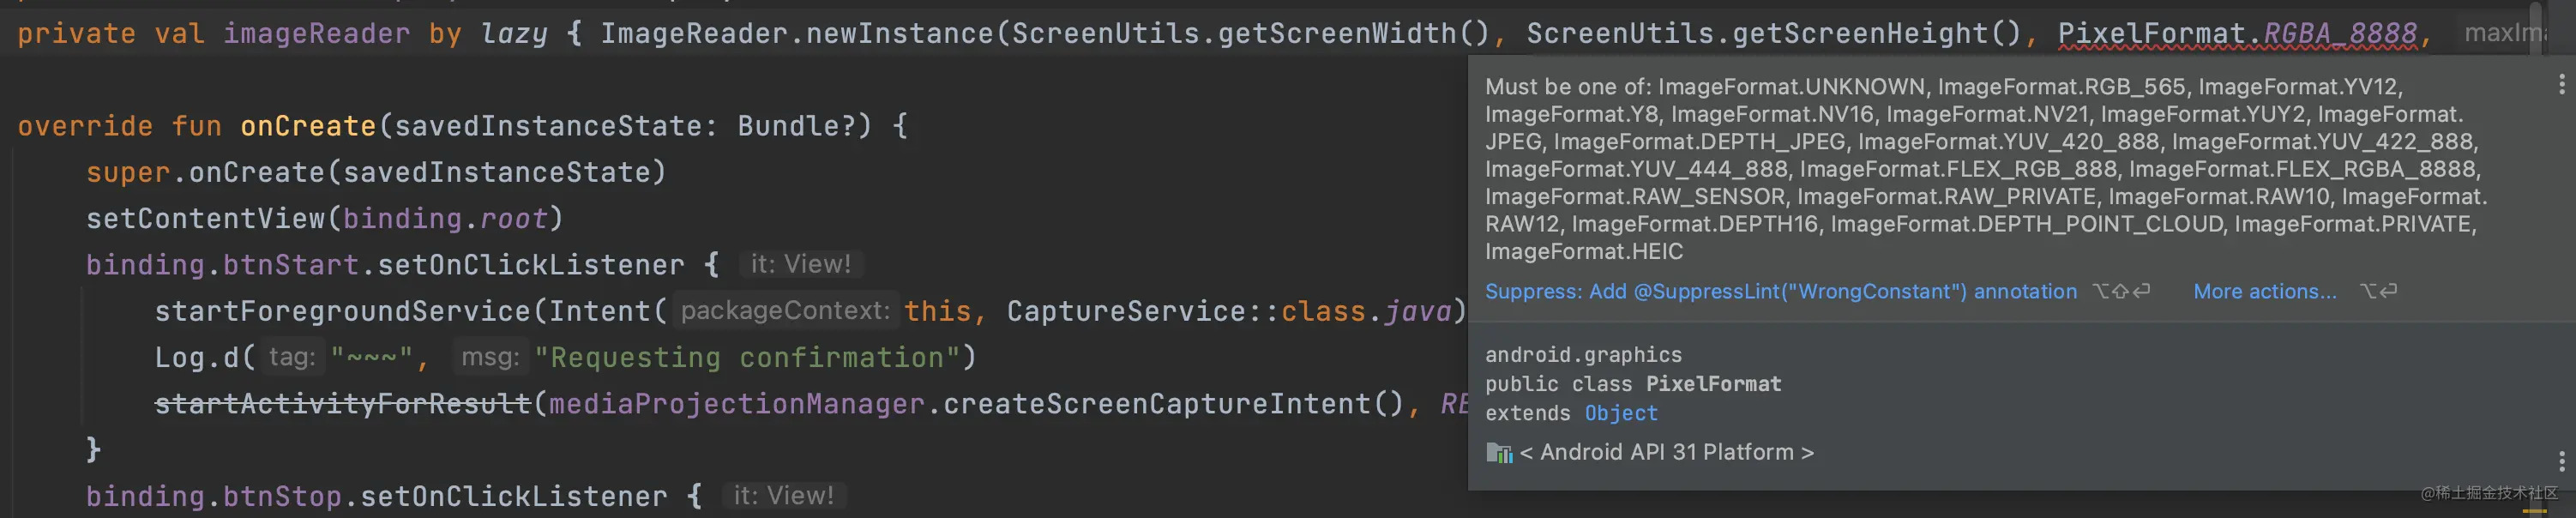 private val imageReader by lazy { ImageReader.newInstance(ScreenUtils.getScreenWidth(), ScreenUtils.getScreenHeight(), PixelFormat.RGBA_8888,
override fun onCreate(savedInstanceState: Bundle?) {
super.onCreate(savedInstanceState)
setContentView(binding.root)
binding.btnStart.setOnClickListener { it: View!
startForegroundService(Intent( packageContext: this, CaptureService::class.java)
Log.d( tag: "~~~", msg: "Requesting confirmation")
startActivityForResult(mediaProjectionManager.createScreenCaptureIntent(),
}
binding.btnStop.setOnClickListener { it: View!
Must be one of: ImageFormat.UNKNOWN, ImageFormat.RGB_565, ImageFormat.YV12,
ImageFormat.Y8, ImageFormat.NV16, ImageFormat.NV21, ImageFormat.YUY2, ImageFormat.
JPEG, ImageFormat.DEPTH_JPEG, ImageFormat.YUV_420_888, ImageFormat.YUV_422_888,
ImageFormat.YUV_444_888, ImageFormat.FLEX_RGB_888, ImageFormat.FLEX_RGBA_8888,
ImageFormat.RAW_SENSOR, ImageFormat.RAW_PRIVATE, ImageFormat.RAW10, ImageFormat.
RAW12, ImageFormat.DEPTH16, ImageFormat.DEPTH_POINT_CLOUD, ImageFormat.PRIVATE,
ImageFormat.HEIC
Suppress: Add @SuppressLint("WrongConstant") annotation ⌥⇧⏎ More actions... ⌥⏎
android.graphics
public class PixelFormat
extends Object
< Android API 31 Platform >
@稀土掘金技术社区